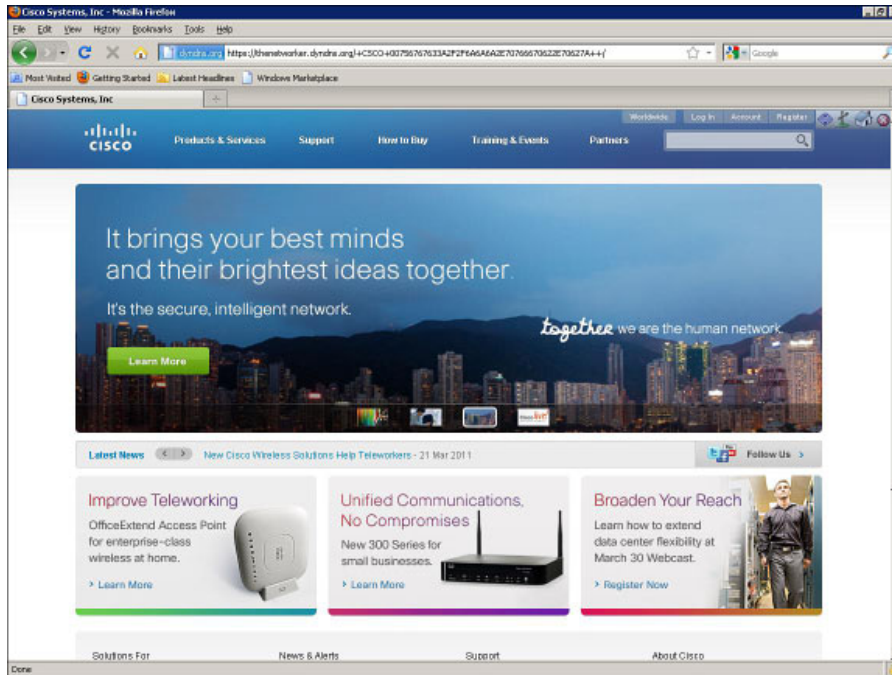 Cisco Systems, Inc - Mozilla Firefox
File Edit View History Bookmarks Tools Help
dyndns.org https://thenetworker.dyndns.org/+CSCO+00756767633A2F2F6A6A6A2E70766670622E70627A++/
Google
Most Visited Getting Started Latest Headlines Windows Marketplace
Cisco Systems, Inc
Worldwide Log In Account Register
CISCO Products & Services Support How to Buy Training & Events Partners
It brings your best minds
and their brightest ideas together.
It's the secure, intelligent network.
together we are the human network.
Learn More
Latest News New Cisco Wireless Solutions Help Teleworkers - 21 Mar 2011 Follow Us
Improve Teleworking
OfficeExtend Access Point
for enterprise-class
wireless at home.
Learn More
Unified Communications,
No Compromises
New 300 Series for
small businesses.
Learn More
Broaden Your Reach
Learn how to extend
data center flexibility at
March 30 Webcast.
Register Now
Solutions For News & Alerts Support About Cisco
Done